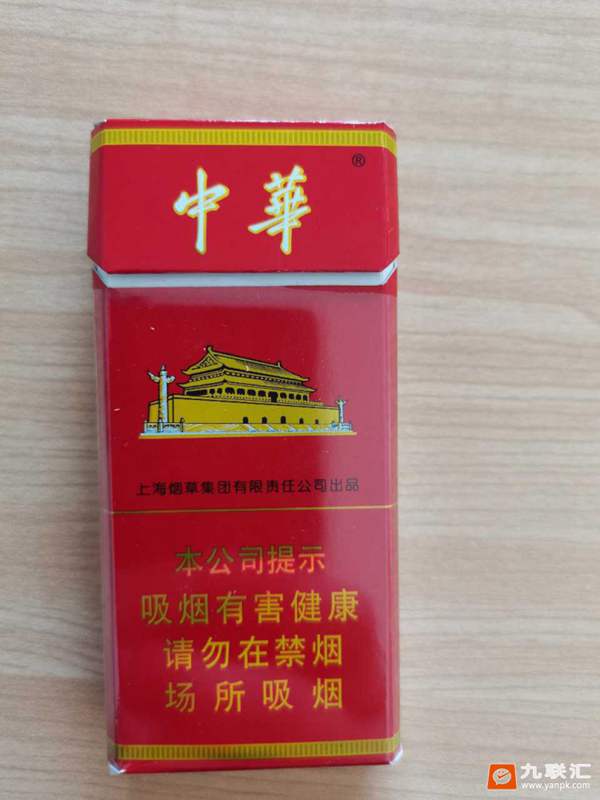 中華
®
上海烟草集团有限责任公司出品
本公司提示
吸烟有害健康
请勿在禁烟
场所吸烟
九联汇
www.yanpk.com